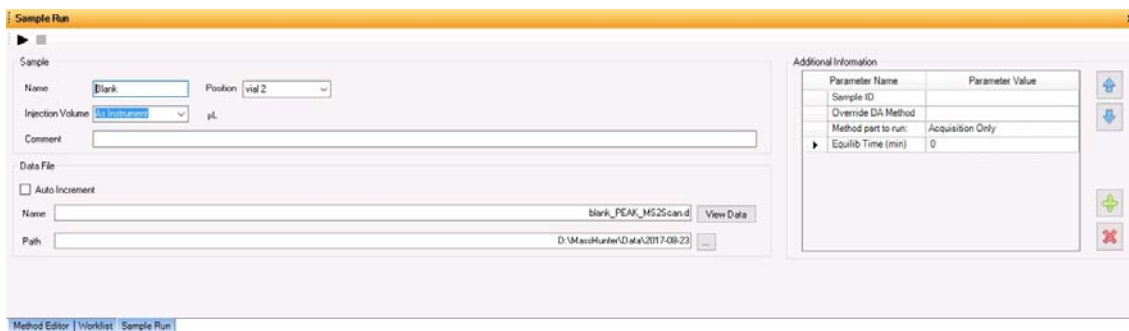 Sample Run
Sample
Name Blank Position vial 2
Injection Volume As Instrument µL
Comment
Data File
Auto Increment
Name blank_PEAK_MS2Scan.d View Data
Path D:\MassHunter\Data\2017-08-23 ...
Additional Information
Parameter Name Parameter Value
Sample ID
Override DA Method
Method part to run: Acquisition Only
Equilib Time (min) 0
Method Editor Worklist Sample Run